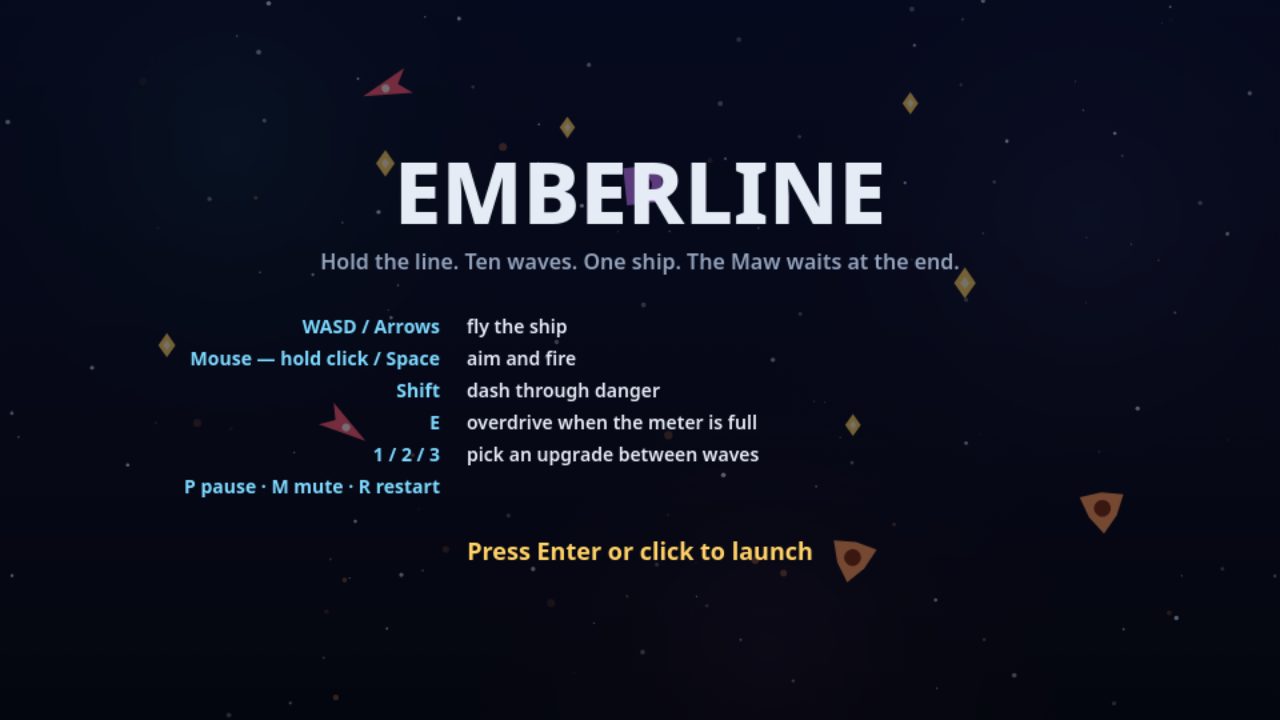 EMBERLINE
Hold the line. Ten waves. One ship. The Maw waits at the end.
WASD / Arrows fly the ship
Mouse — hold click / Space aim and fire
Shift dash through danger
E overdrive when the meter is full
1 / 2 / 3 pick an upgrade between waves
P pause · M mute · R restart
Press Enter or click to launch